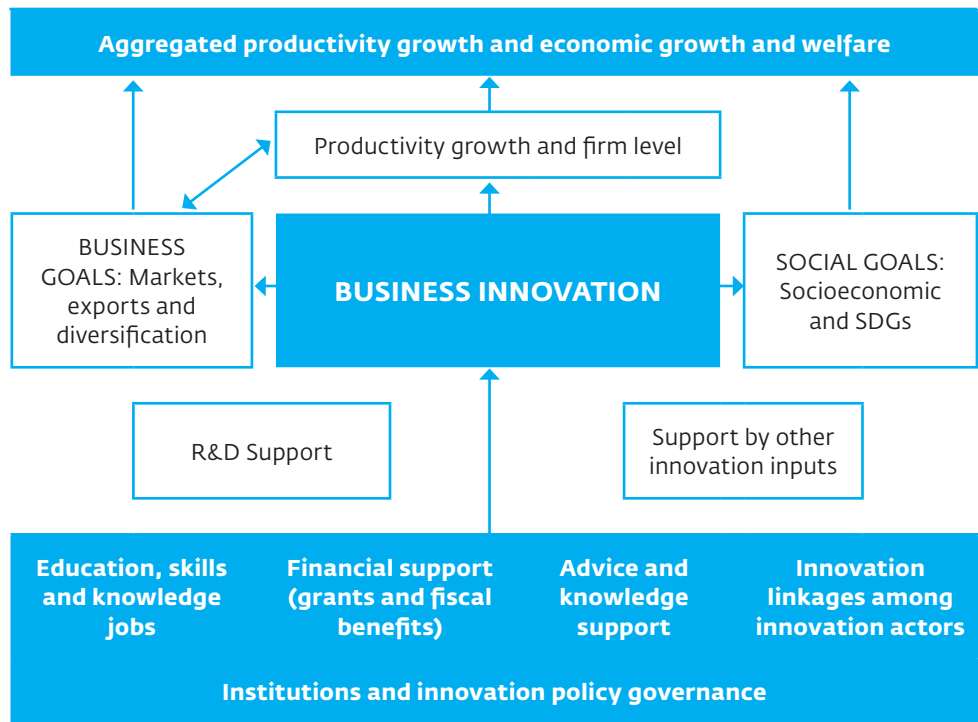 Aggregated productivity growth and economic growth and welfare
Productivity growth and firm level
BUSINESS
GOALS: Markets,
exports and
diversification
BUSINESS INNOVATION
SOCIAL GOALS:
Socioeconomic
and SDGs
R&D Support
Support by other
innovation inputs
Education, skills
and knowledge
jobs
Financial support
(grants and fiscal
benefits)
Advice and
knowledge
support
Innovation
linkages among
innovation actors
Institutions and innovation policy governance